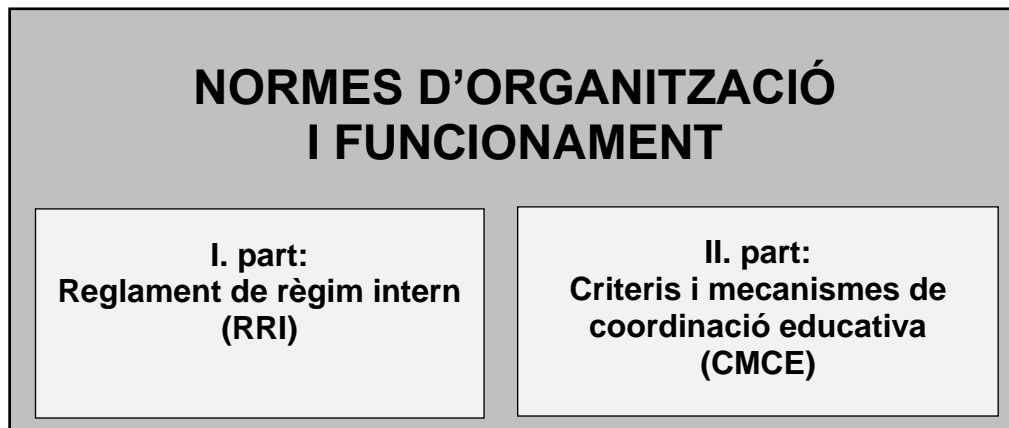 NORMES D’ORGANITZACIÓ
I FUNCIONAMENT
I. part:
Reglament de règim intern
(RRI)
II. part:
Criteris i mecanismes de
coordinació educativa
(CMCE)